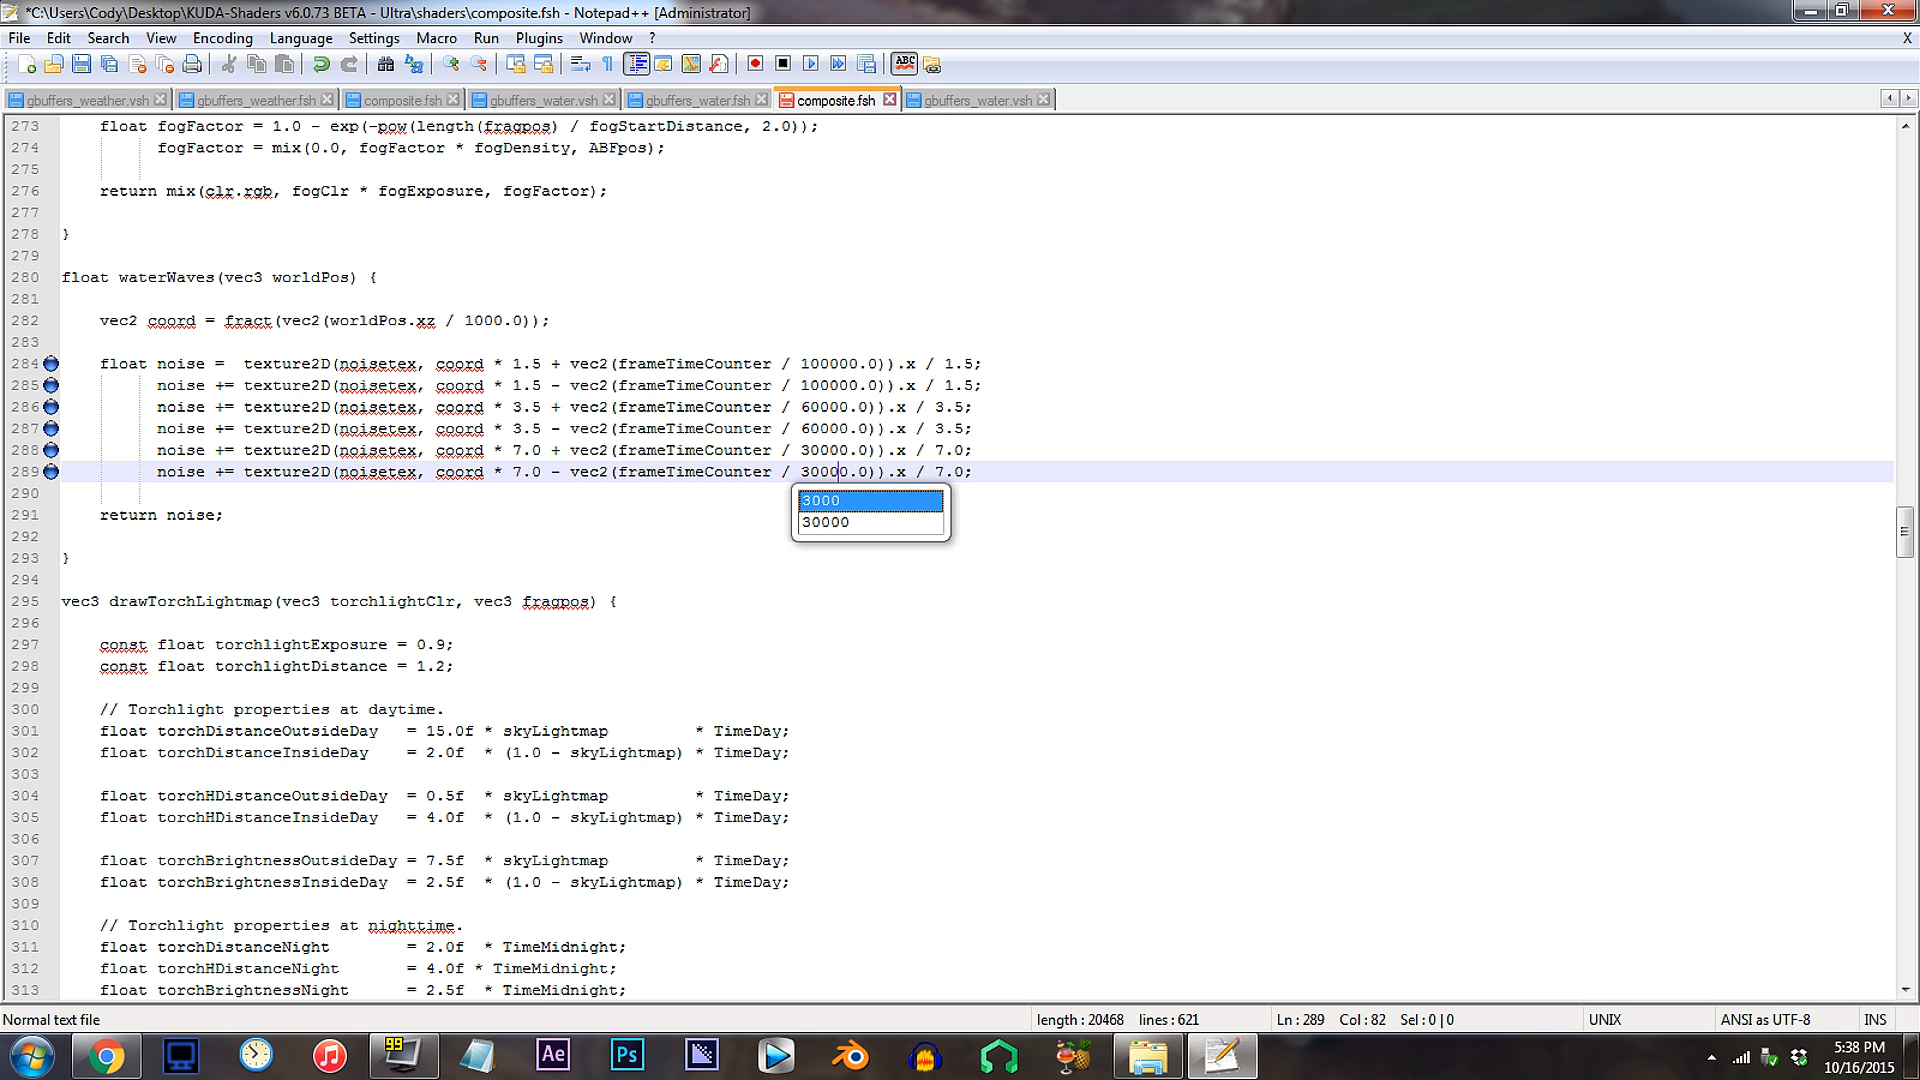 *C:\Users\Cody\Desktop\KUDA-Shaders v6.0.73 BETA - Ultra\shaders\composite.fsh - Notepad++ [Administrator]
File Edit Search View Encoding Language Settings Macro Run Plugins Window ? X
ABC
gbuffers_weather.vsh gbuffers_weather.fsh composite.fsh gbuffers_water.vsh gbuffers_water.fsh composite.fsh gbuffers_water.vsh
273 float fogFactor = 1.0 - exp(-pow(length(fragpos) / fogStartDistance, 2.0));
274 fogFactor = mix(0.0, fogFactor * fogDensity, ABFpos);
275
276 return mix(clr.rgb, fogClr * fogExposure, fogFactor);
277
278 }
279
280 float waterWaves(vec3 worldPos) {
281
282 vec2 coord = fract(vec2(worldPos.xz / 1000.0));
283
284 float noise =  texture2D(noisetex, coord * 1.5 + vec2(frameTimeCounter / 100000.0)).x / 1.5;
285 noise += texture2D(noisetex, coord * 1.5 - vec2(frameTimeCounter / 100000.0)).x / 1.5;
286 noise += texture2D(noisetex, coord * 3.5 + vec2(frameTimeCounter / 60000.0)).x / 3.5;
287 noise += texture2D(noisetex, coord * 3.5 - vec2(frameTimeCounter / 60000.0)).x / 3.5;
288 noise += texture2D(noisetex, coord * 7.0 + vec2(frameTimeCounter / 30000.0)).x / 7.0;
289 noise += texture2D(noisetex, coord * 7.0 - vec2(frameTimeCounter / 30000.0)).x / 7.0;
290
3000
30000
291 return noise;
292
293 }
294
295 vec3 drawTorchLightmap(vec3 torchlightClr, vec3 fragpos) {
296
297 const float torchlightExposure = 0.9;
298 const float torchlightDistance = 1.2;
299
300 // Torchlight properties at daytime.
301 float torchDistanceOutsideDay   = 15.0f * skyLightmap         * TimeDay;
302 float torchDistanceInsideDay    = 2.0f  * (1.0 - skyLightmap) * TimeDay;
303
304 float torchHDistanceOutsideDay  = 0.5f  * skyLightmap         * TimeDay;
305 float torchHDistanceInsideDay   = 4.0f  * (1.0 - skyLightmap) * TimeDay;
306
307 float torchBrightnessOutsideDay = 7.5f  * skyLightmap         * TimeDay;
308 float torchBrightnessInsideDay  = 2.5f  * (1.0 - skyLightmap) * TimeDay;
309
310 // Torchlight properties at nighttime.
311 float torchDistanceNight        = 2.0f  * TimeMidnight;
312 float torchHDistanceNight       = 4.0f * TimeMidnight;
313 float torchBrightnessNight      = 2.5f  * TimeMidnight;
Normal text file length : 20468 lines : 621 Ln : 289 Col : 82 Sel : 0 | 0 UNIX ANSI as UTF-8 INS
99 Ae Ps
5:38 PM
10/16/2015